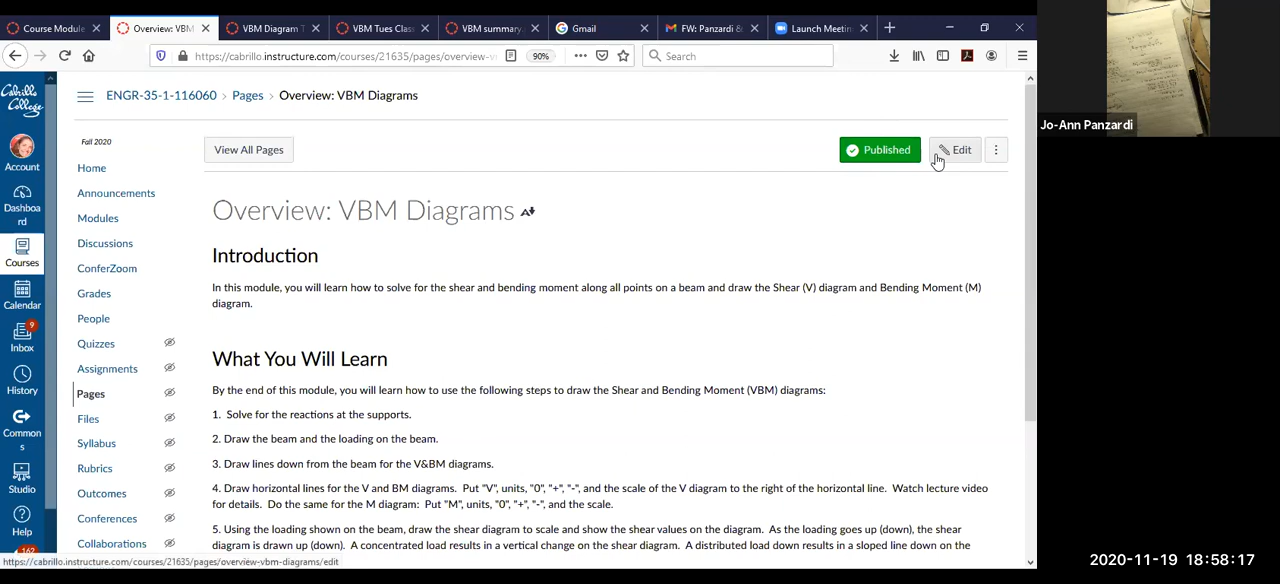 Course Module
Overview: VBM
VBM Diagram T
VBM Tues Clas
VBM summary.
Gmail
FW: Panzardi &
Launch Meetin
https://cabrillo.instructure.com/courses/21635/pages/overview-v
90%
Search
Cabrillo College
ENGR-35-1-116060 > Pages > Overview: VBM Diagrams
Jo-Ann Panzardi
Account
Dashboa
rd
Courses
Calendar
9
Inbox
History
Common
s
Studio
Help
162
Fall 2020
Home
Announcements
Modules
Discussions
ConferZoom
Grades
People
Quizzes
Assignments
Pages
Files
Syllabus
Rubrics
Outcomes
Conferences
Collaborations
View All Pages
Published
Edit
Overview: VBM Diagrams
Introduction
In this module, you will learn how to solve for the shear and bending moment along all points on a beam and draw the Shear (V) diagram and Bending Moment (M)
diagram.
What You Will Learn
By the end of this module, you will learn how to use the following steps to draw the Shear and Bending Moment (VBM) diagrams:
1. Solve for the reactions at the supports.
2. Draw the beam and the loading on the beam.
3. Draw lines down from the beam for the V&BM diagrams.
4. Draw horizontal lines for the V and BM diagrams. Put "V", units, "0", "+", "-", and the scale of the V diagram to the right of the horizontal line. Watch lecture video
for details. Do the same for the M diagram: Put "M", units, "0", "+", "-", and the scale.
5. Using the loading shown on the beam, draw the shear diagram to scale and show the shear values on the diagram. As the loading goes up (down), the shear
diagram is drawn up (down). A concentrated load results in a vertical change on the shear diagram. A distributed load down results in a sloped line down on the
https://cabrillo.instructure.com/courses/21635/pages/overview-vbm-diagrams/edit
2020-11-19 18:58:17